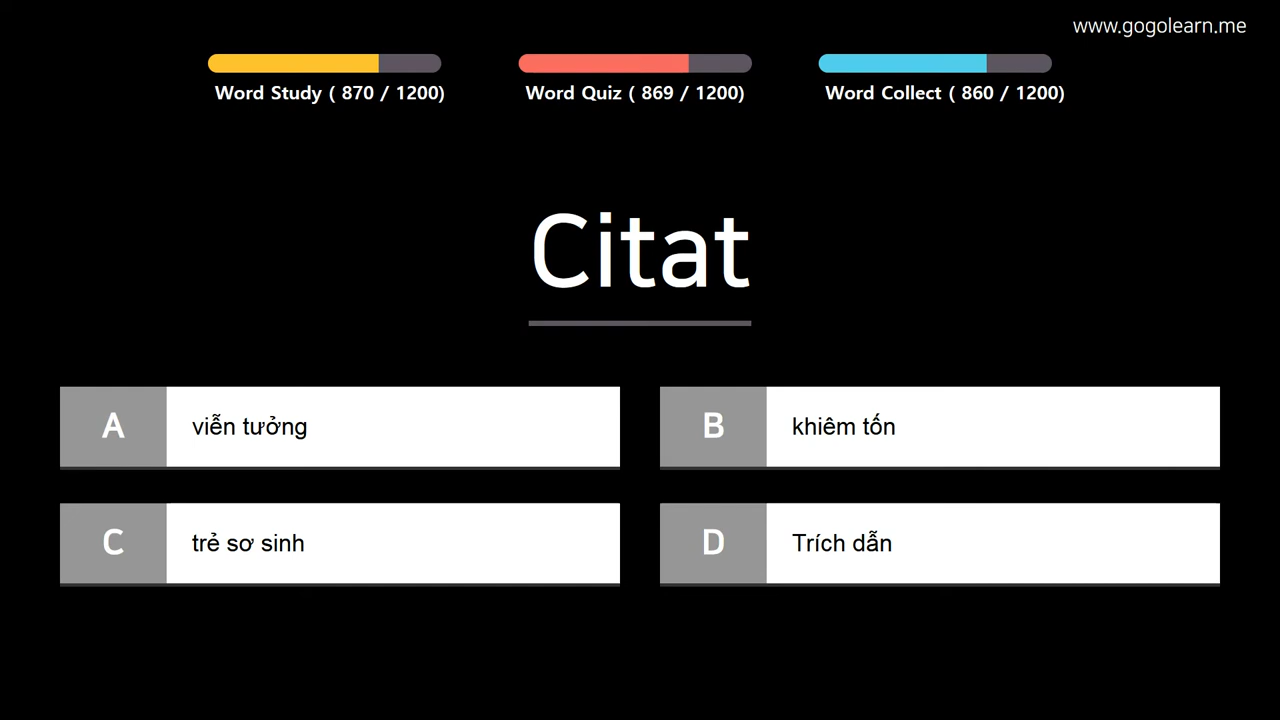 www.gogolearn.me
Word Study ( 870 / 1200)
Word Quiz ( 869 / 1200)
Word Collect ( 860 / 1200)
Citat
A viễn tưởng
B khiêm tốn
C trẻ sơ sinh
D Trích dẫn